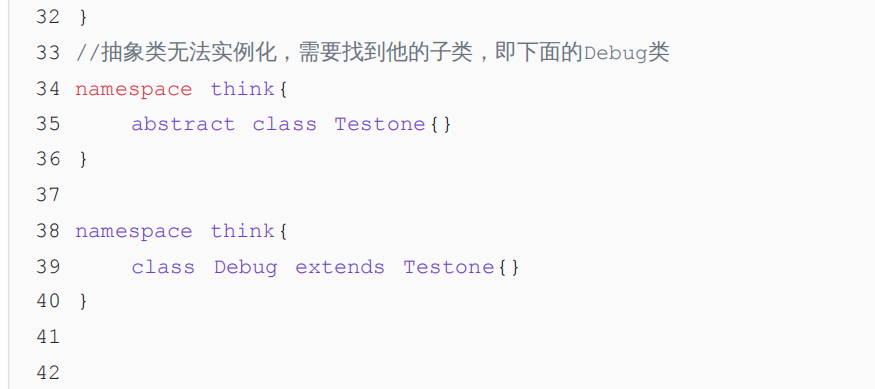 32 }
33 //抽象类无法实例化，需要找到他的子类，即下面的Debug类
34 namespace think{
35     abstract class Testone{}
36 }
37
38 namespace think{
39     class Debug extends Testone{}
40 }
41
42